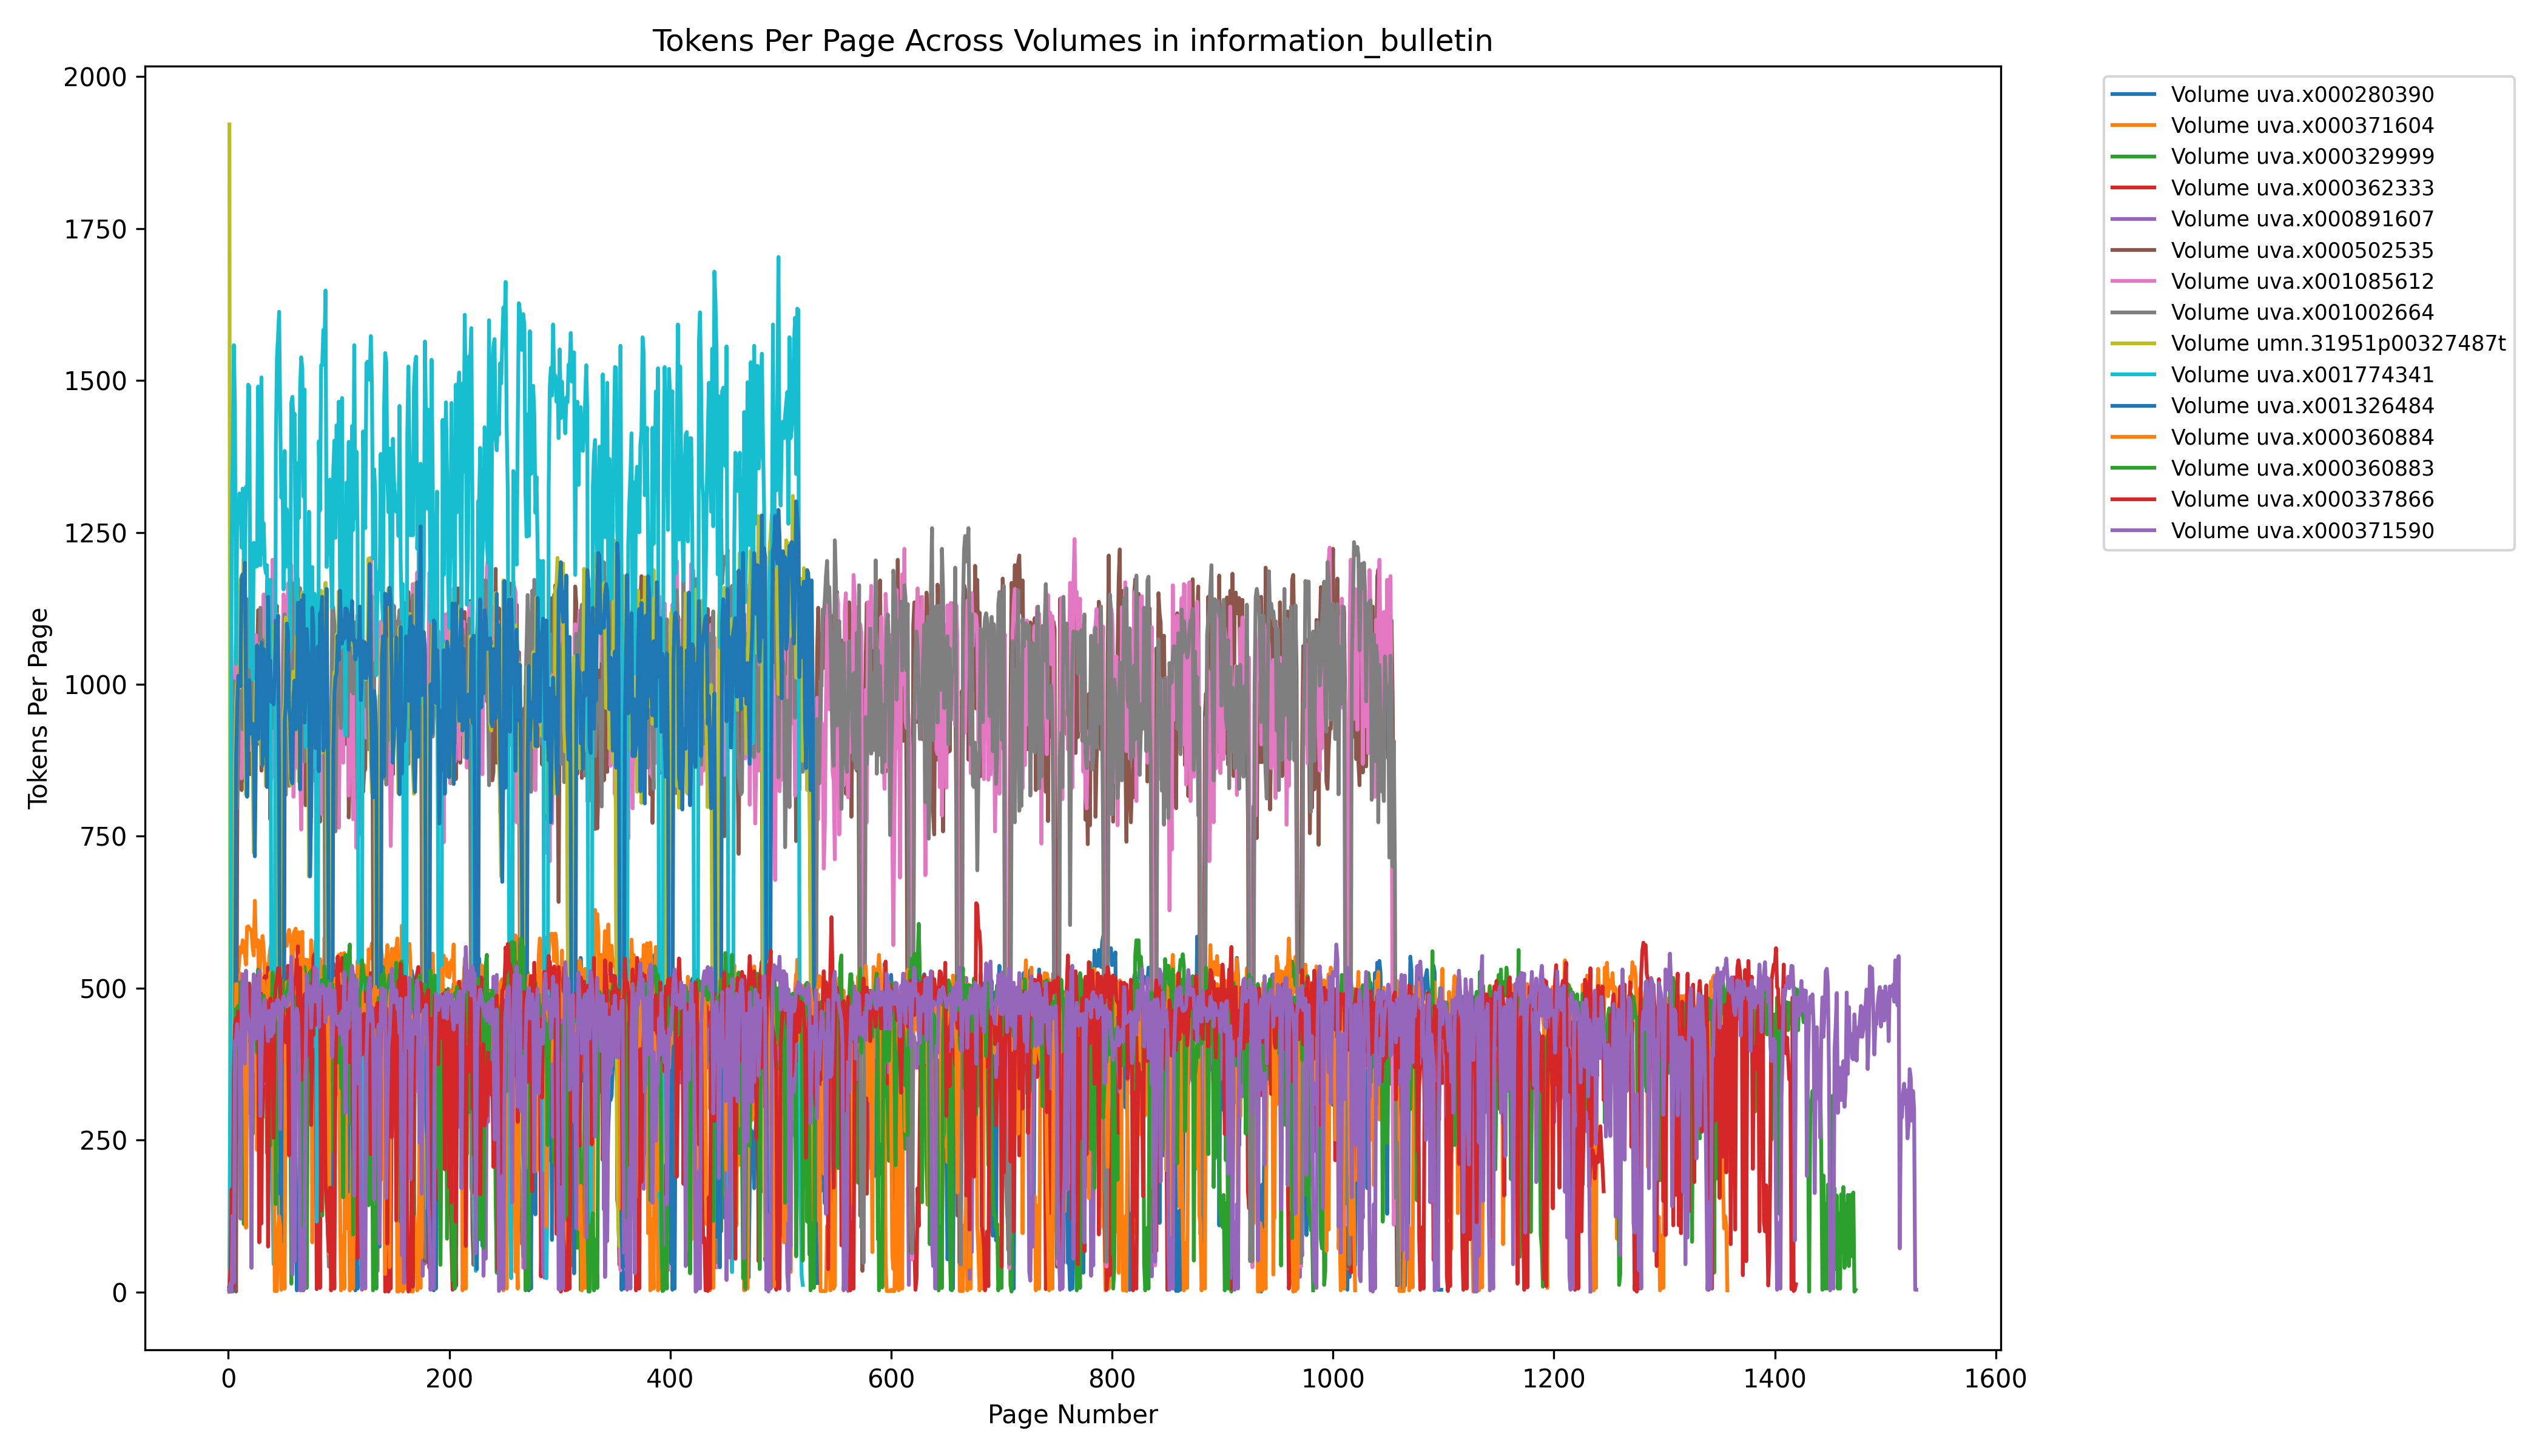 Tokens Per Page Across Volumes in information_bulletin
2000
1750
1500
1250
1000
750
500
250
0
Tokens Per Page
0 200 400 600 800 1000 1200 1400 1600
Page Number
Volume uva.x000280390
Volume uva.x000371604
Volume uva.x000329999
Volume uva.x000362333
Volume uva.x000891607
Volume uva.x000502535
Volume uva.x001085612
Volume uva.x001002664
Volume umn.31951p00327487t
Volume uva.x001774341
Volume uva.x001326484
Volume uva.x000360884
Volume uva.x000360883
Volume uva.x000337866
Volume uva.x000371590